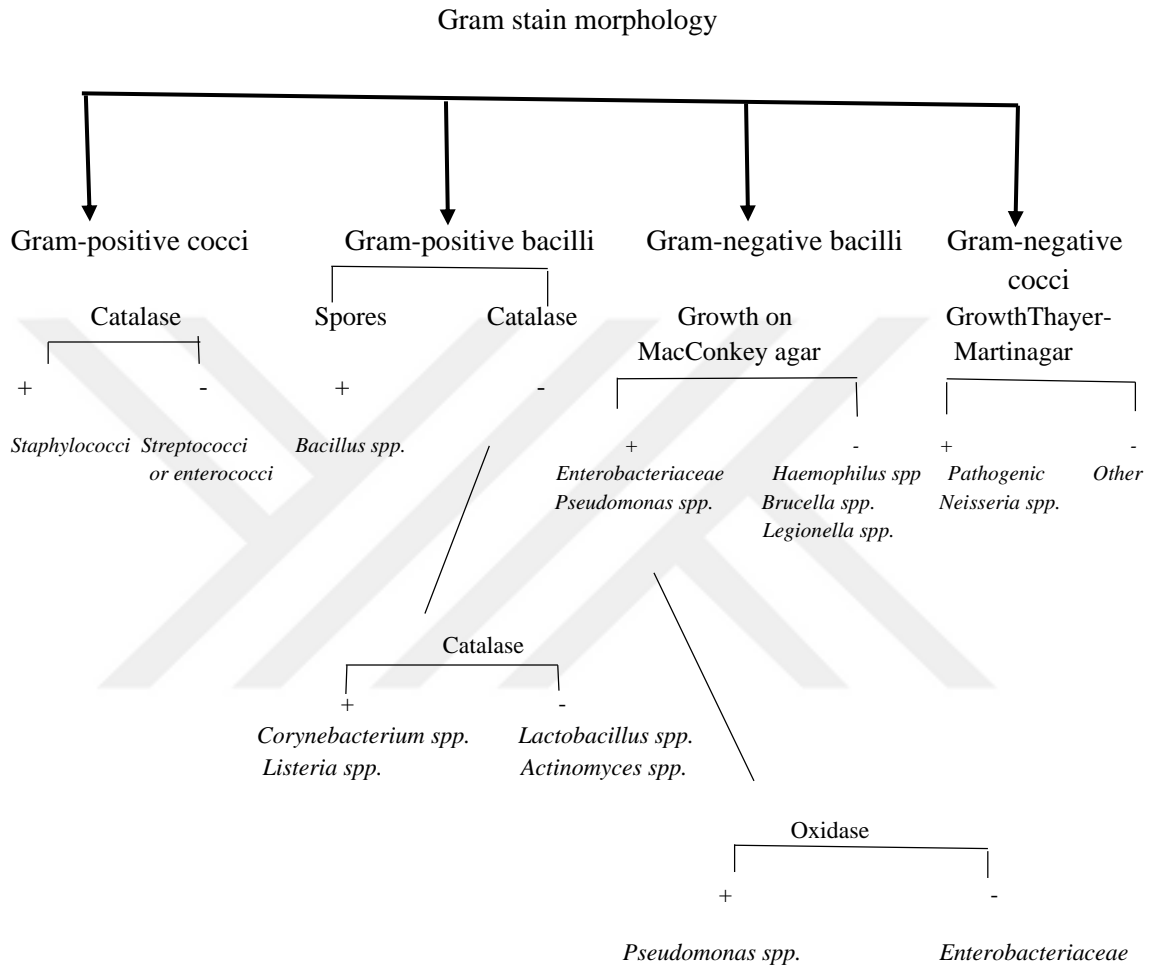 Gram stain morphology
Gram-positive cocci
Gram-positive bacilli
Gram-negative bacilli
Gram-negative
cocci
Catalase
Spores
Catalase
Growth on
MacConkey agar
GrowthThayer-
Martinagar
+
-
+
-
Staphylococci
Streptococci
or enterococci
Bacillus spp.
+
-
+
-
Enterobacteriaceae
Pseudomonas spp.
Haemophilus spp
Brucella spp.
Legionella spp.
Pathogenic
Neisseria spp.
Other
Catalase
+
-
Corynebacterium spp.
Listeria spp.
Lactobacillus spp.
Actinomyces spp.
Oxidase
+
-
Pseudomonas spp.
Enterobacteriaceae